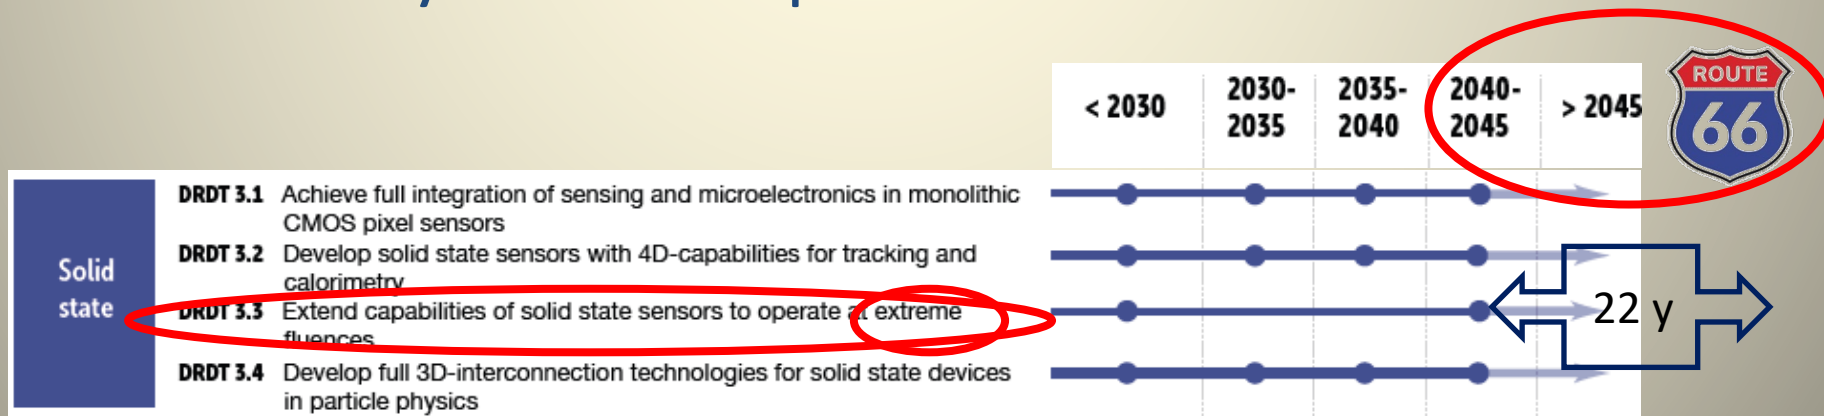 < 2030
2030-
2035
2035-
2040
2040-
2045
> 2045
ROUTE
66
Solid
state
DRDT 3.1 Achieve full integration of sensing and microelectronics in monolithic
CMOS pixel sensors
DRDT 3.2 Develop solid state sensors with 4D-capabilities for tracking and
calorimetry
DRDT 3.3 Extend capabilities of solid state sensors to operate at extreme
fluences
DRDT 3.4 Develop full 3D-interconnection technologies for solid state devices
in particle physics
22 y